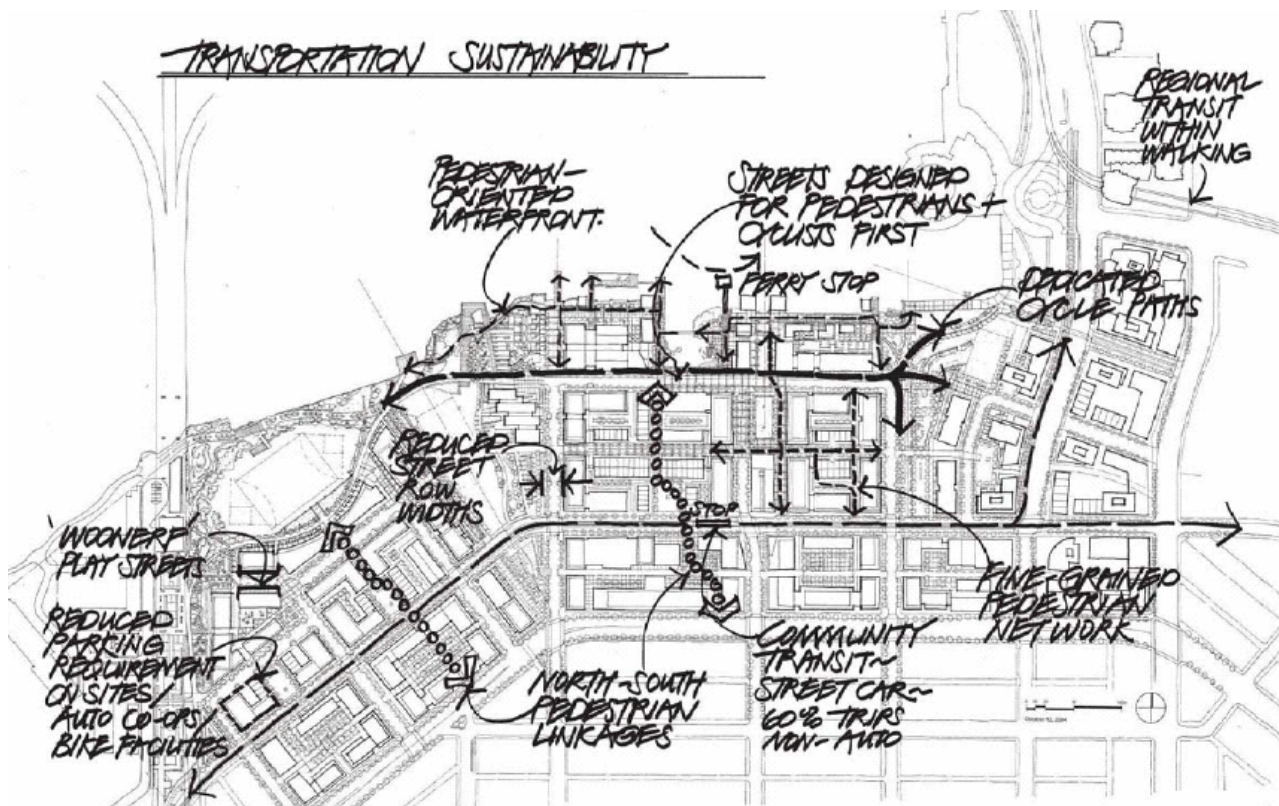 TRANSPORTATION SUSTAINABILITY
REGIONAL
TRANSIT
WITHIN
WALKING
PEDESTRIAN-
ORIENTED
WATERFRONT.
STREETS DESIGNED
FOR PEDESTRIANS +
CYCLISTS FIRST
FERRY STOP
DEDICATED
CYCLE PATHS
REDUCED
STREET
ROW
WIDTHS
STOP
WOONERF/
PLAY STREETS
REDUCED
PARKING
REQUIREMENT
ON SITES/
AUTO CO-OPS/
BIKE FACILITIES
NORTH-SOUTH
PEDESTRIAN
LINKAGES
COMMUNITY
TRANSIT~
STREET CAR~
60% TRIPS
NON-AUTO
FINE-GRAINED
PEDESTRIAN
NETWORK